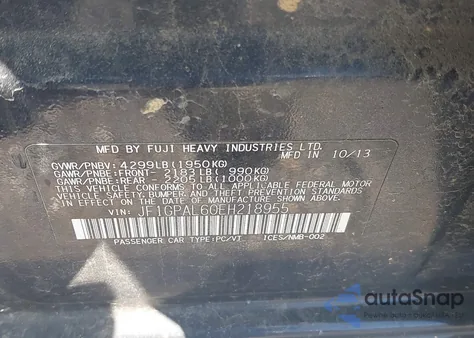 MFD BY FUJI HEAVY INDUSTRIES LTD.
IN 10/13
GVWR/PNBV: 4299LB(1950KG)
GAWR/PNBE:FRONT- 2183LB( 990KG)
GAWR/PNBE:REAR - 2205LB(1000KG)
THIS VEHICLE CONFORMS TO ALL
APPLICABLE FEDERAL MOTOR
VEHICLE SAFETY, BUMPER, AND THEFT PREVENTION
STANDARDS IN EFFECT ON THE
DATE OF MANUFACTURE SHOWN ABOVE.
VIN: JF1GPAL60EH218955
PASSENGER CAR TYPE:PC/VT ICES/NMB-002
autoSnap